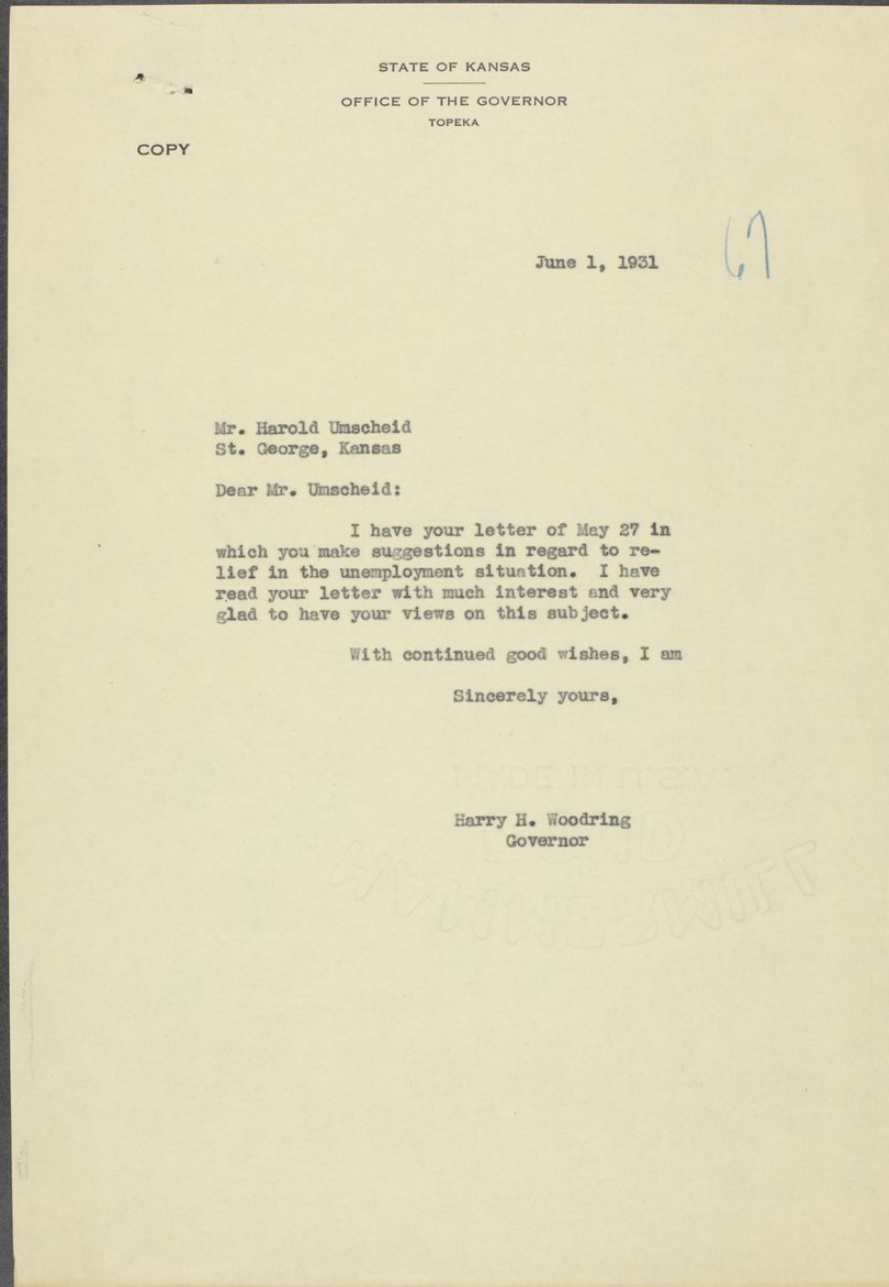 STATE OF KANSAS
OFFICE OF THE GOVERNOR
TOPEKA
COPY
June 1, 1931
67
Mr. Harold Umscheid
St. George, Kansas
Dear Mr. Umscheid:
I have your letter of May 27 in
which you make suggestions in regard to re-
lief in the unemployment situation. I have
read your letter with much interest and very
glad to have your views on this subject.
With continued good wishes, I am
Sincerely yours,
Harry H. Woodring
Governor